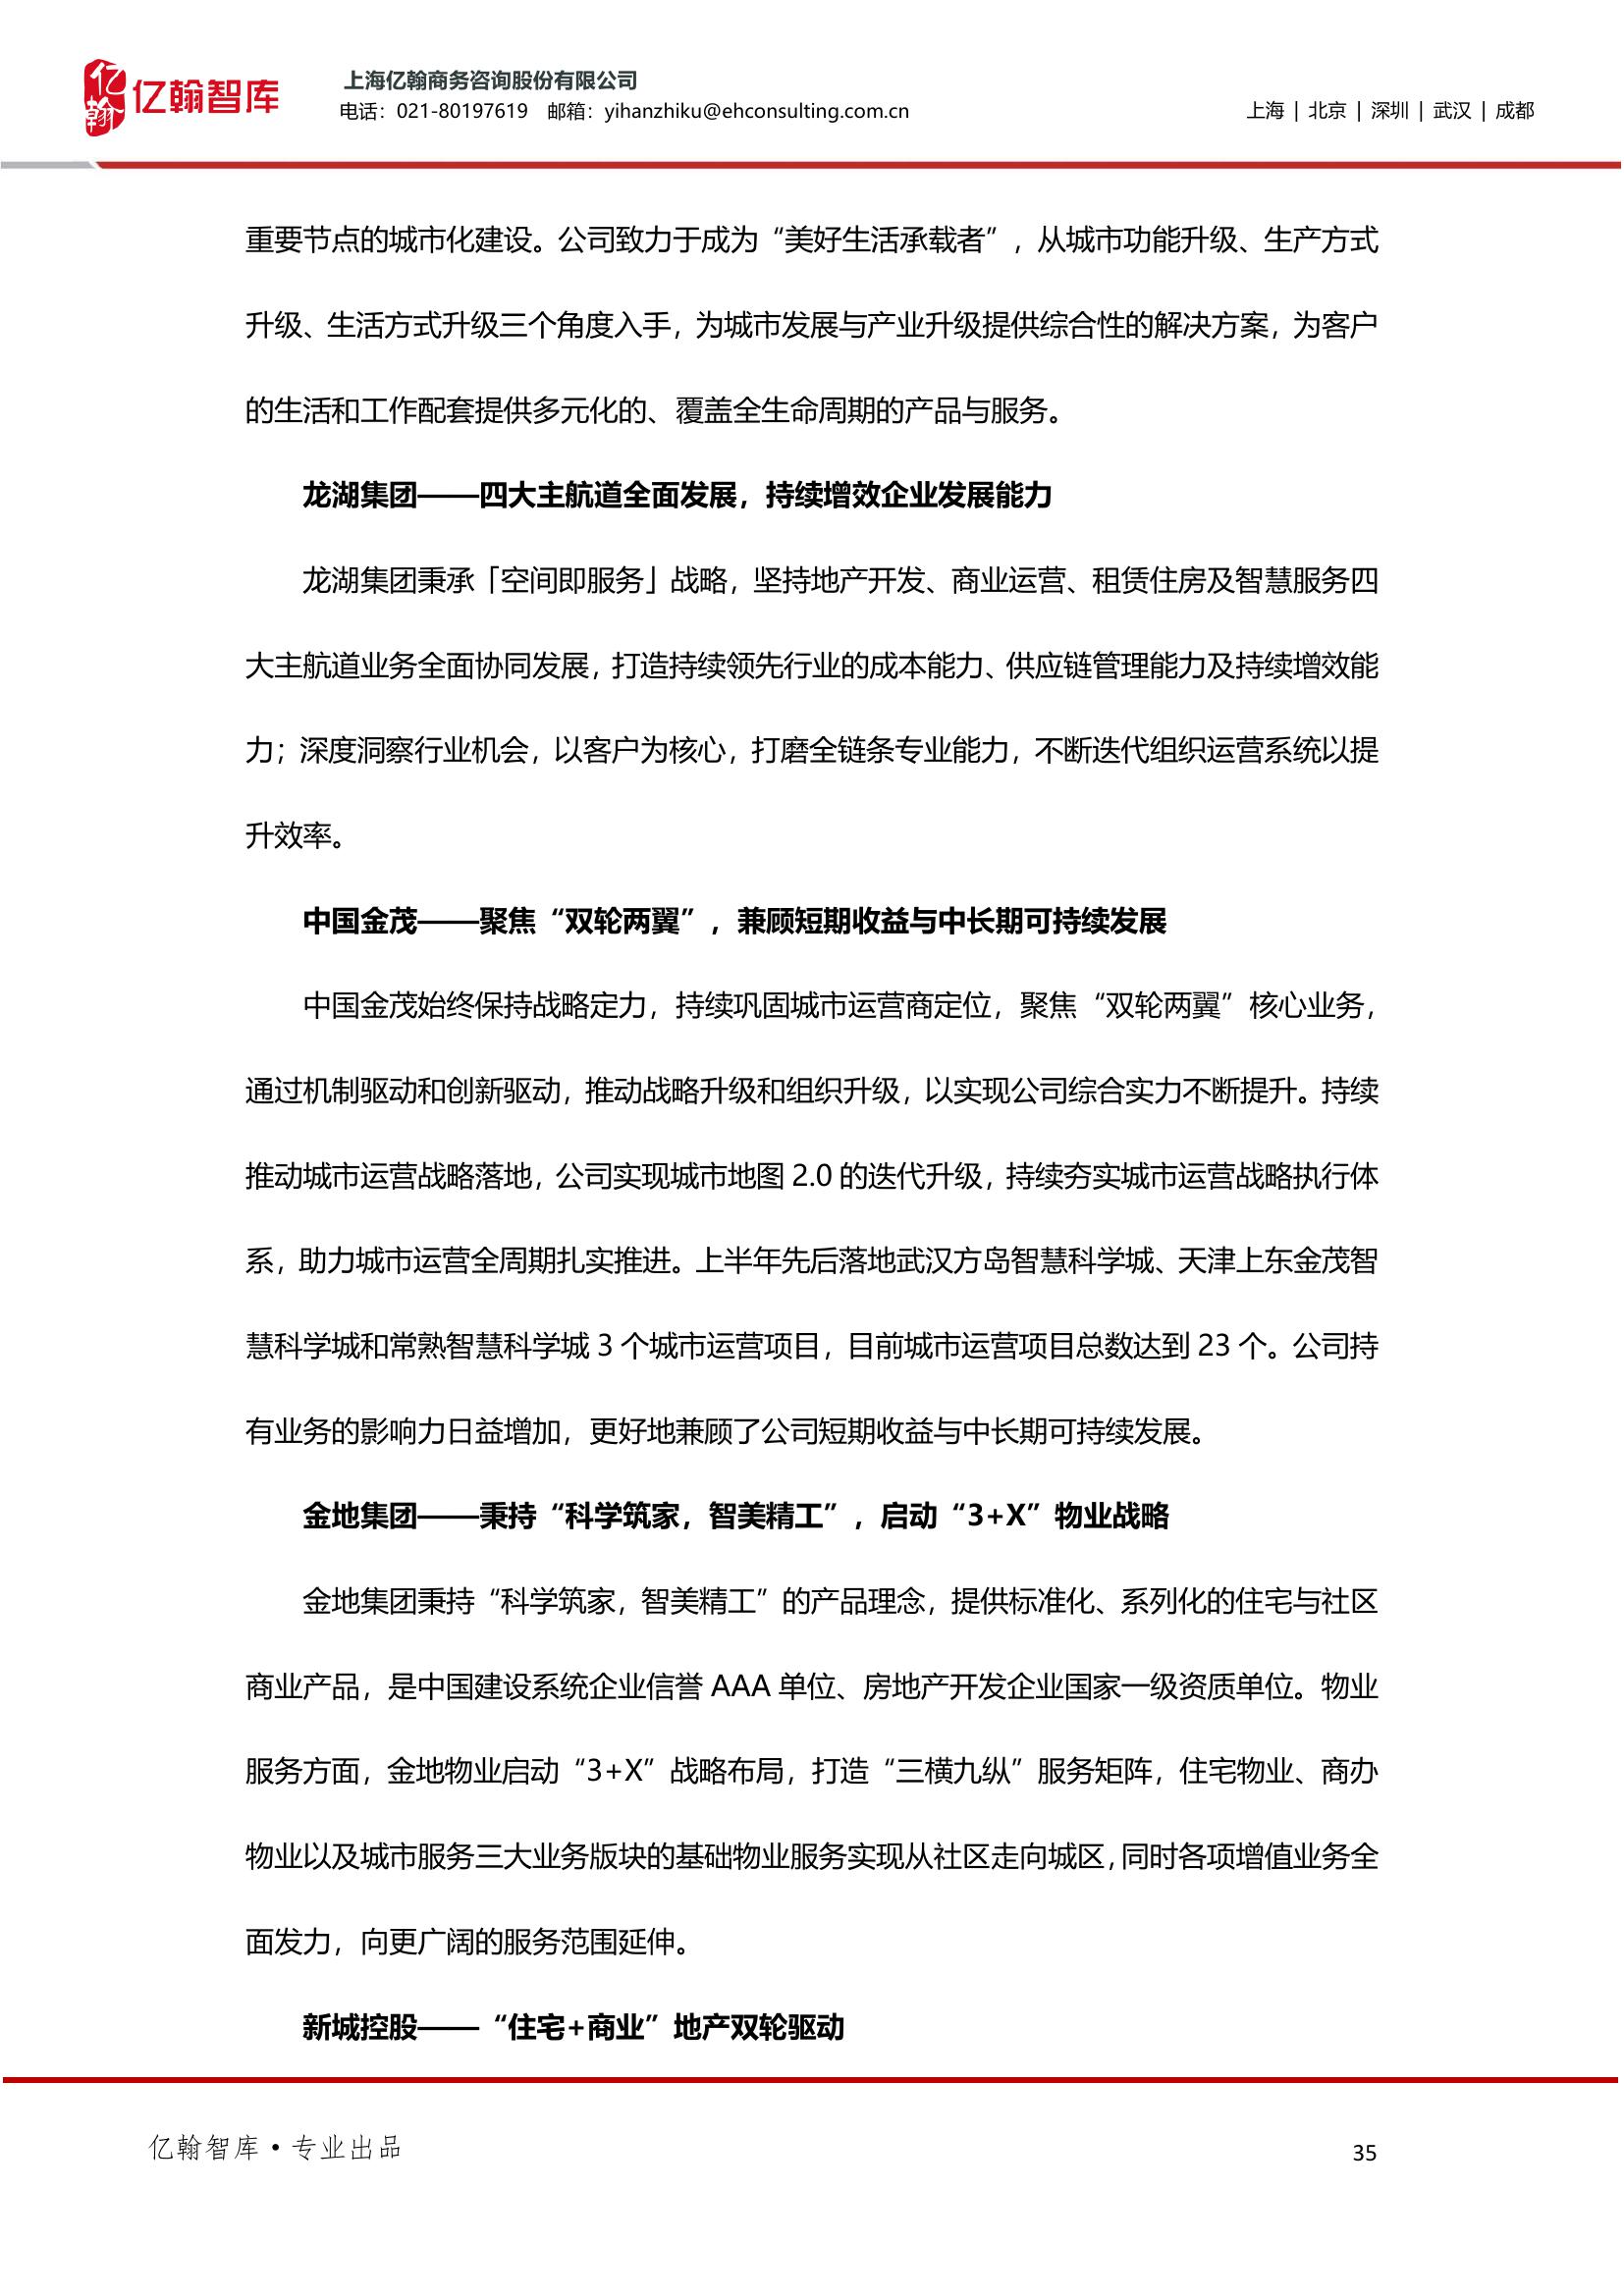 亿翰
亿翰智库
上海亿翰商务咨询股份有限公司
电话：021-80197619 邮箱：yihanzhiku@ehconsulting.com.cn
上海 | 北京 | 深圳 | 武汉 | 成都
重要节点的城市化建设。公司致力于成为“美好生活承载者”，从城市功能升级、生产方式
升级、生活方式升级三个角度入手，为城市发展与产业升级提供综合性的解决方案，为客户
的生活和工作配套提供多元化的、覆盖全生命周期的产品与服务。
龙湖集团——四大主航道全面发展，持续增效企业发展能力
龙湖集团秉承「空间即服务」战略，坚持地产开发、商业运营、租赁住房及智慧服务四
大主航道业务全面协同发展，打造持续领先行业的成本能力、供应链管理能力及持续增效能
力；深度洞察行业机会，以客户为核心，打磨全链条专业能力，不断迭代组织运营系统以提
升效率。
中国金茂——聚焦“双轮两翼”，兼顾短期收益与中长期可持续发展
中国金茂始终保持战略定力，持续巩固城市运营商定位，聚焦“双轮两翼”核心业务，
通过机制驱动和创新驱动，推动战略升级和组织升级，以实现公司综合实力不断提升。持续
推动城市运营战略落地，公司实现城市地图 2.0 的迭代升级，持续夯实城市运营战略执行体
系，助力城市运营全周期扎实推进。上半年先后落地武汉方岛智慧科学城、天津上东金茂智
慧科学城和常熟智慧科学城 3 个城市运营项目，目前城市运营项目总数达到 23 个。公司持
有业务的影响力日益增加，更好地兼顾了公司短期收益与中长期可持续发展。
金地集团——秉持“科学筑家，智美精工”，启动“3+X”物业战略
金地集团秉持“科学筑家，智美精工”的产品理念，提供标准化、系列化的住宅与社区
商业产品，是中国建设系统企业信誉 AAA 单位、房地产开发企业国家一级资质单位。物业
服务方面，金地物业启动“3+X”战略布局，打造“三横九纵”服务矩阵，住宅物业、商办
物业以及城市服务三大业务版块的基础物业服务实现从社区走向城区，同时各项增值业务全
面发力，向更广阔的服务范围延伸。
新城控股——“住宅+商业”地产双轮驱动
亿翰智库·专业出品
35